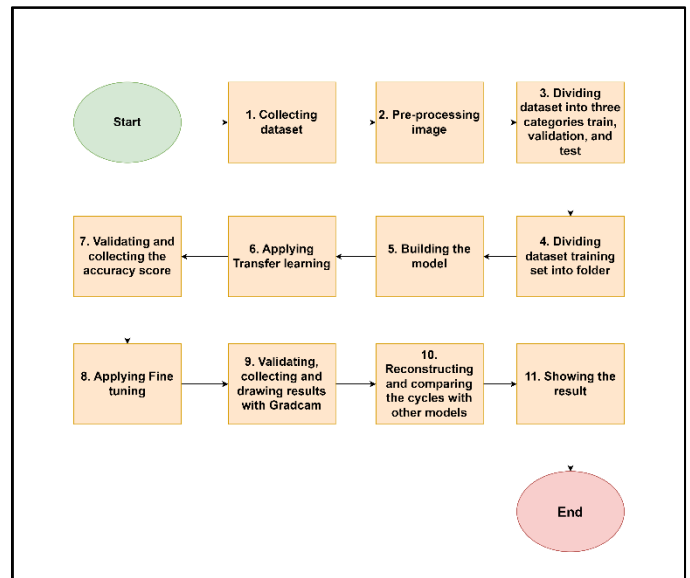 Start
1. Collecting
dataset
2. Pre-processing
image
3. Dividing
dataset into three
categories train,
validation, and
test
7. Validating and
collecting the
accuracy score
6. Applying
Transfer learning
5. Building the
model
4. Dividing
dataset training
set into folder
8. Applying Fine
tuning
9. Validating,
collecting and
drawing results
with Gradcam
10.
Reconstructing
and comparing
the cycles with
other models
11. Showing the
result
End